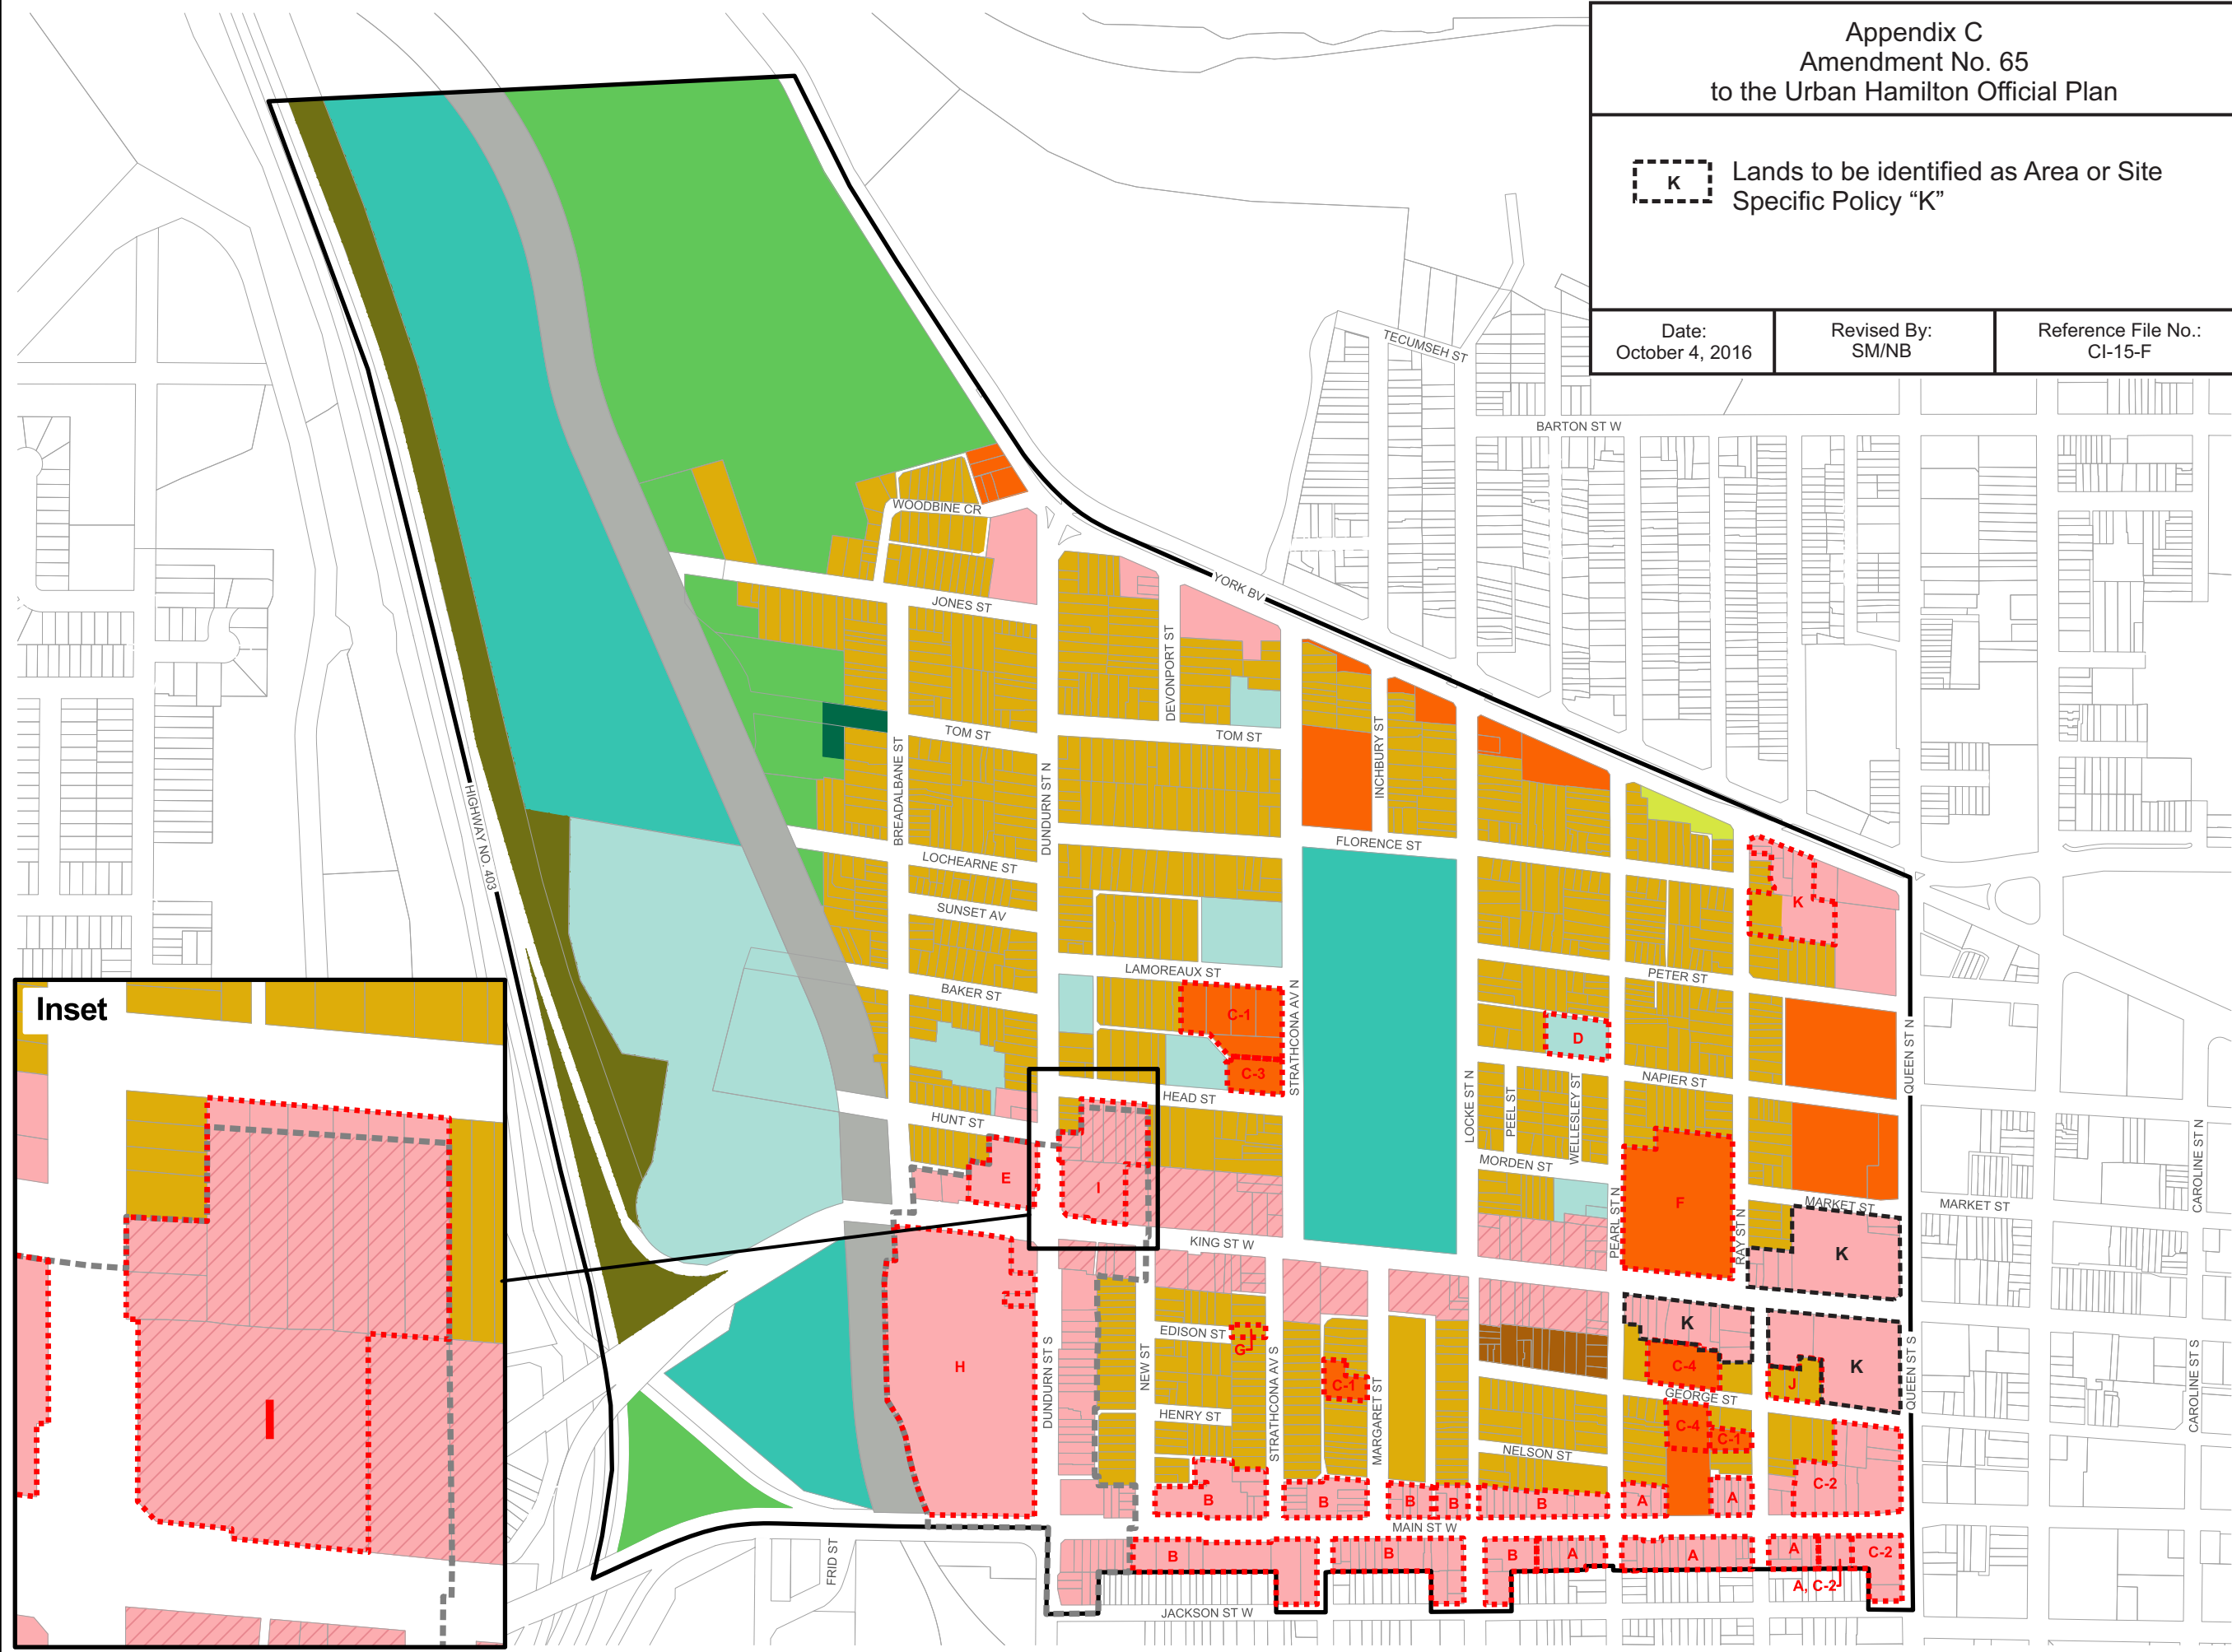 Appendix C
Amendment No. 65
to the Urban Hamilton Official Plan
K
Lands to be identified as Area or Site
Specific Policy “K”
Date:
October 4, 2016
Revised By:
SM/NB
Reference File No.:
CI-15-F
TECUMSEH ST
BARTON ST W
WOODBINE CR
YORK BV
JONES ST
DEVONPORT ST
TOM ST
TOM ST
INCHBURY ST
BREADALBANE ST
DUNDURN ST N
HIGHWAY NO. 403
FLORENCE ST
LOCHEARNE ST
SUNSET AV
K
LAMOREAUX ST
PETER ST
BAKER ST
STRATHCONA AV N
C-1
D
QUEEN ST N
C-3
NAPIER ST
HEAD ST
LOCKE ST N
PEEL ST
WELLESLEY ST
HUNT ST
MORDEN ST
E
I
F
PEARL ST N
RAY ST N
MARKET ST
MARKET ST
CAROLINE ST N
KING ST W
K
K
K
EDISON ST
G
H
C-4
J
C-1
GEORGE ST
DUNDURN ST S
NEW ST
STRATHCONA AV S
MARGARET ST
QUEEN ST S
CAROLINE ST S
HENRY ST
C-4
C-1
NELSON ST
C-2
B
B
B
B
B
A
A
MAIN ST W
B
B
B
A
A
A
C-2
A, C-2
FRID ST
JACKSON ST W
Inset
I